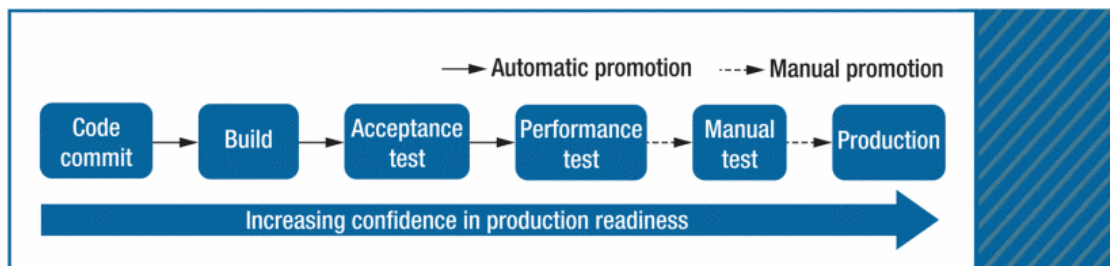 Automatic promotion
Manual promotion
Code
commit
Build
Acceptance
test
Performance
test
Manual
test
Production
Increasing confidence in production readiness